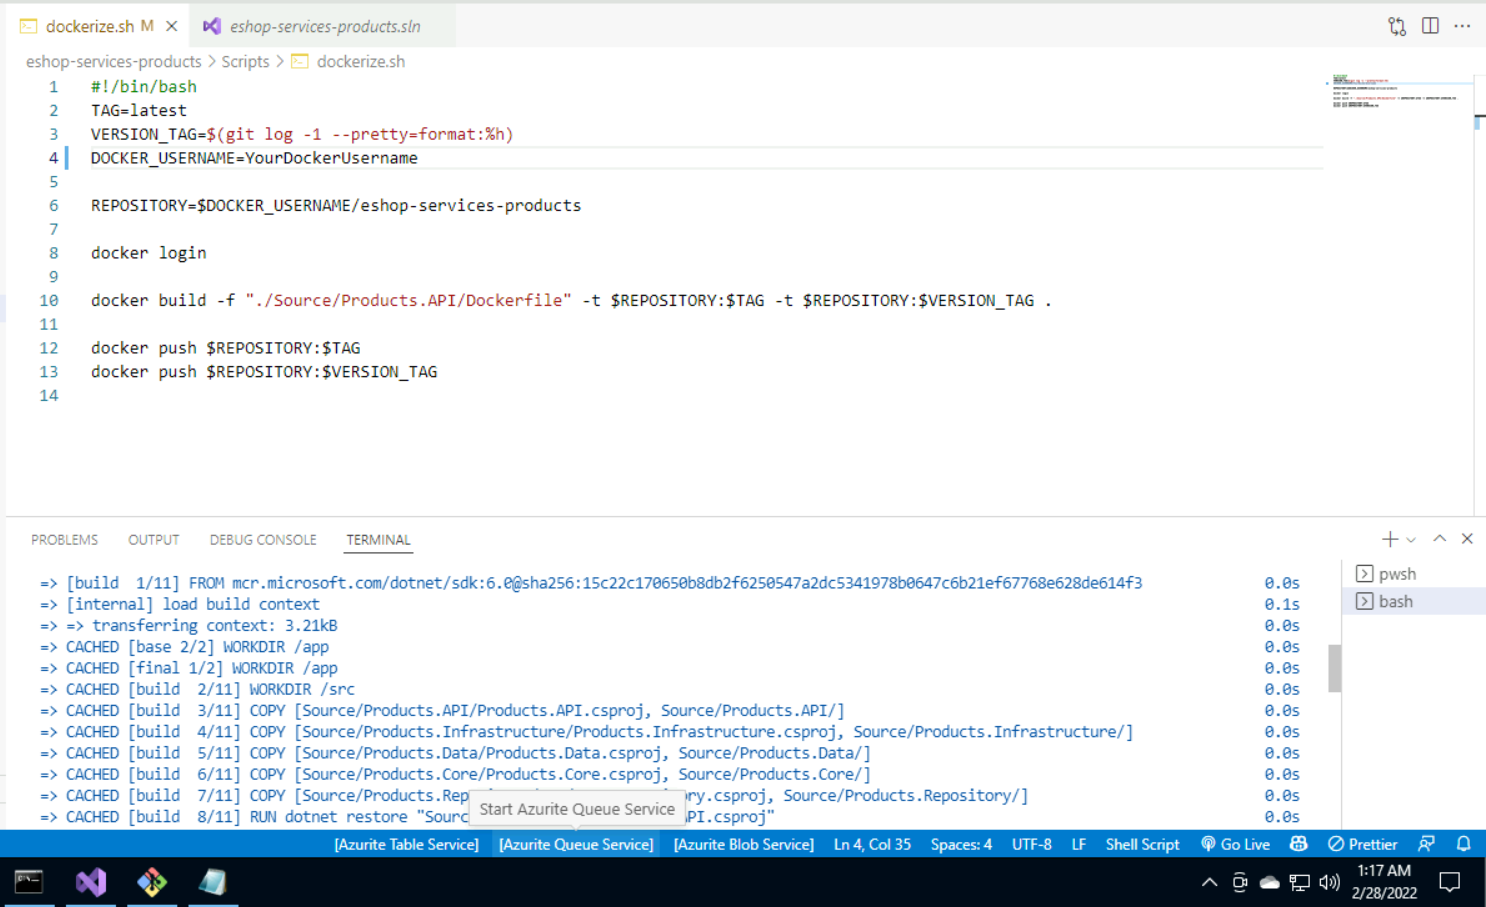 dockerize.sh M
eshop-services-products.sln
eshop-services-products > Scripts > dockerize.sh
1 #!/bin/bash
2 TAG=latest
3 VERSION_TAG=$(git log -1 --pretty=format:%h)
4 DOCKER_USERNAME=YourDockerUsername
5
6 REPOSITORY=$DOCKER_USERNAME/eshop-services-products
7
8 docker login
9
10 docker build -f "./Source/Products.API/Dockerfile" -t $REPOSITORY:$TAG -t $REPOSITORY:$VERSION_TAG .
11
12 docker push $REPOSITORY:$TAG
13 docker push $REPOSITORY:$VERSION_TAG
14
PROBLEMS OUTPUT DEBUG CONSOLE TERMINAL
=> [build  1/11] FROM mcr.microsoft.com/dotnet/sdk:6.0@sha256:15c22c170650b8db2f6250547a2dc5341978b0647c6b21ef67768e628de614f3 0.0s
=> [internal] load build context 0.1s
=> => transferring context: 3.21kB 0.0s
=> CACHED [base 2/2] WORKDIR /app 0.0s
=> CACHED [final 1/2] WORKDIR /app 0.0s
=> CACHED [build  2/11] WORKDIR /src 0.0s
=> CACHED [build  3/11] COPY [Source/Products.API/Products.API.csproj, Source/Products.API/] 0.0s
=> CACHED [build  4/11] COPY [Source/Products.Infrastructure/Products.Infrastructure.csproj, Source/Products.Infrastructure/] 0.0s
=> CACHED [build  5/11] COPY [Source/Products.Data/Products.Data.csproj, Source/Products.Data/] 0.0s
=> CACHED [build  6/11] COPY [Source/Products.Core/Products.Core.csproj, Source/Products.Core/] 0.0s
=> CACHED [build  7/11] COPY [Source/Products.Rep ory.csproj, Source/Products.Repository/] 0.0s
=> CACHED [build  8/11] RUN dotnet restore "Sourc API.csproj" 0.0s
pwsh
bash
Start Azurite Queue Service
[Azurite Table Service] [Azurite Queue Service] [Azurite Blob Service] Ln 4, Col 35 Spaces: 4 UTF-8 LF Shell Script Go Live Prettier
1:17 AM
2/28/2022